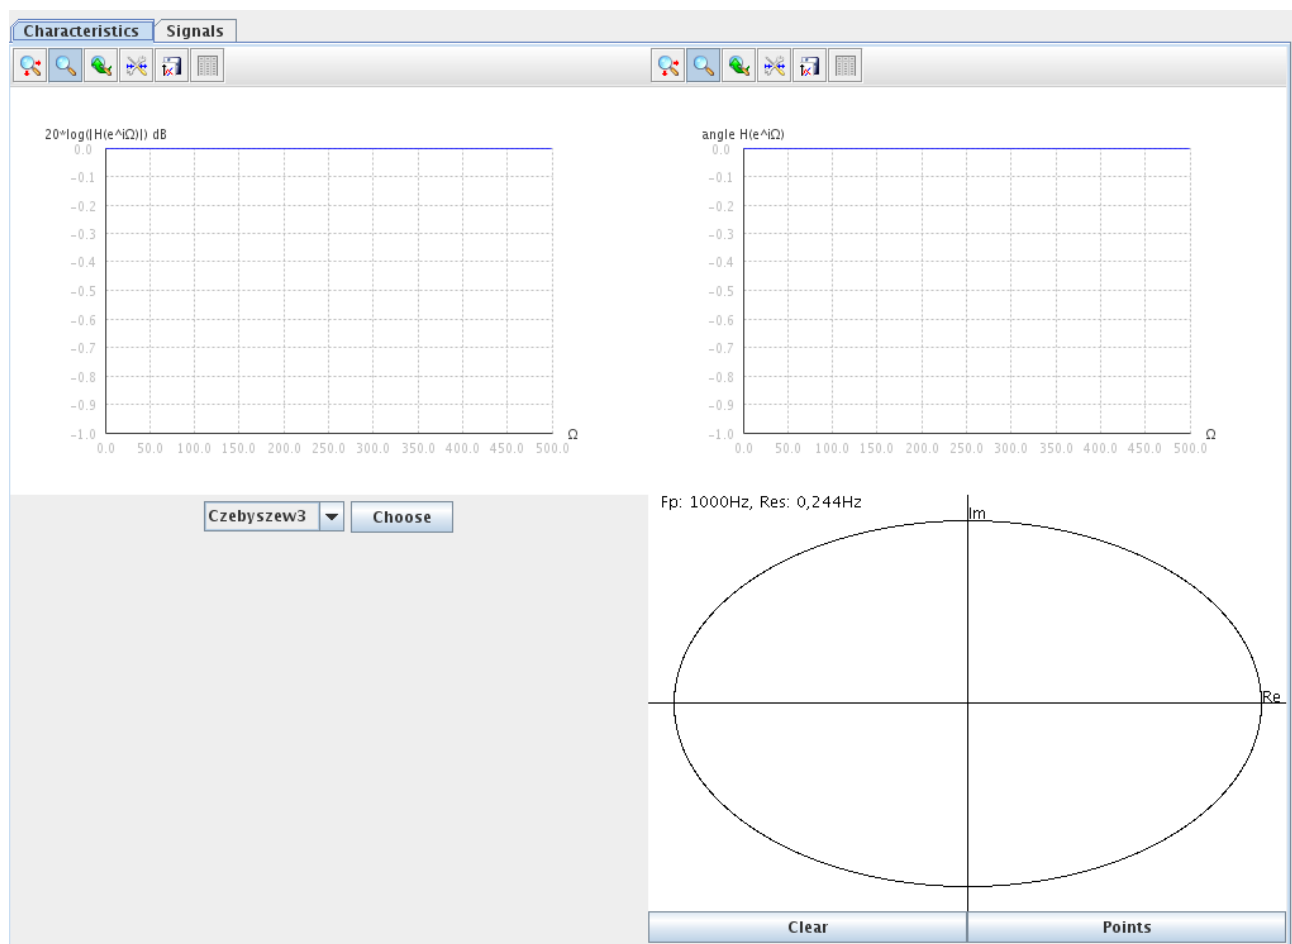 Characteristics Signals
20*log(|H(e^iΩ)|) dB
0.0
-0.1
-0.2
-0.3
-0.4
-0.5
-0.6
-0.7
-0.8
-0.9
-1.0
Ω
0.0 50.0 100.0 150.0 200.0 250.0 300.0 350.0 400.0 450.0 500.0
angle H(e^iΩ)
0.0
-0.1
-0.2
-0.3
-0.4
-0.5
-0.6
-0.7
-0.8
-0.9
-1.0
Ω
0.0 50.0 100.0 150.0 200.0 250.0 300.0 350.0 400.0 450.0 500.0
Czebyszew3 Choose
Fp: 1000Hz, Res: 0,244Hz
Im
Re
Clear Points